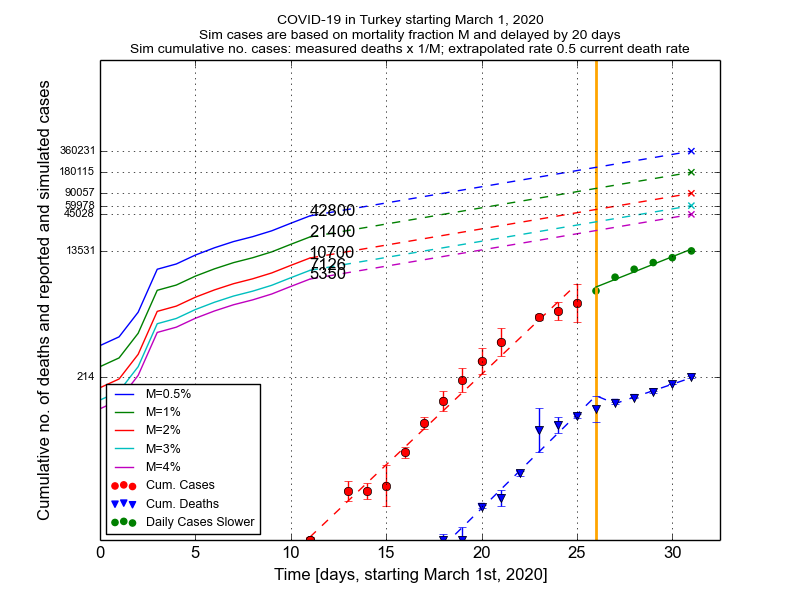 COVID-19 in Turkey starting March 1, 2020
Sim cases are based on mortality fraction M and delayed by 20 days
Sim cumulative no. cases: measured deaths x 1/M; extrapolated rate 0.5 current death rate
Cumulative no. of deaths and reported and simulated cases
360231
180115
90057
59978
45028
13531
214
42800
21400
10700
7126
5350
M=0.5%
M=1%
M=2%
M=3%
M=4%
Cum. Cases
Cum. Deaths
Daily Cases Slower
0 5 10 15 20 25 30
Time [days, starting March 1st, 2020]